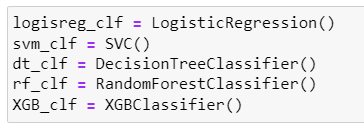 logisreg_clf = LogisticRegression()
svm_clf = SVC()
dt_clf = DecisionTreeClassifier()
rf_clf = RandomForestClassifier()
XGB_clf = XGBClassifier()